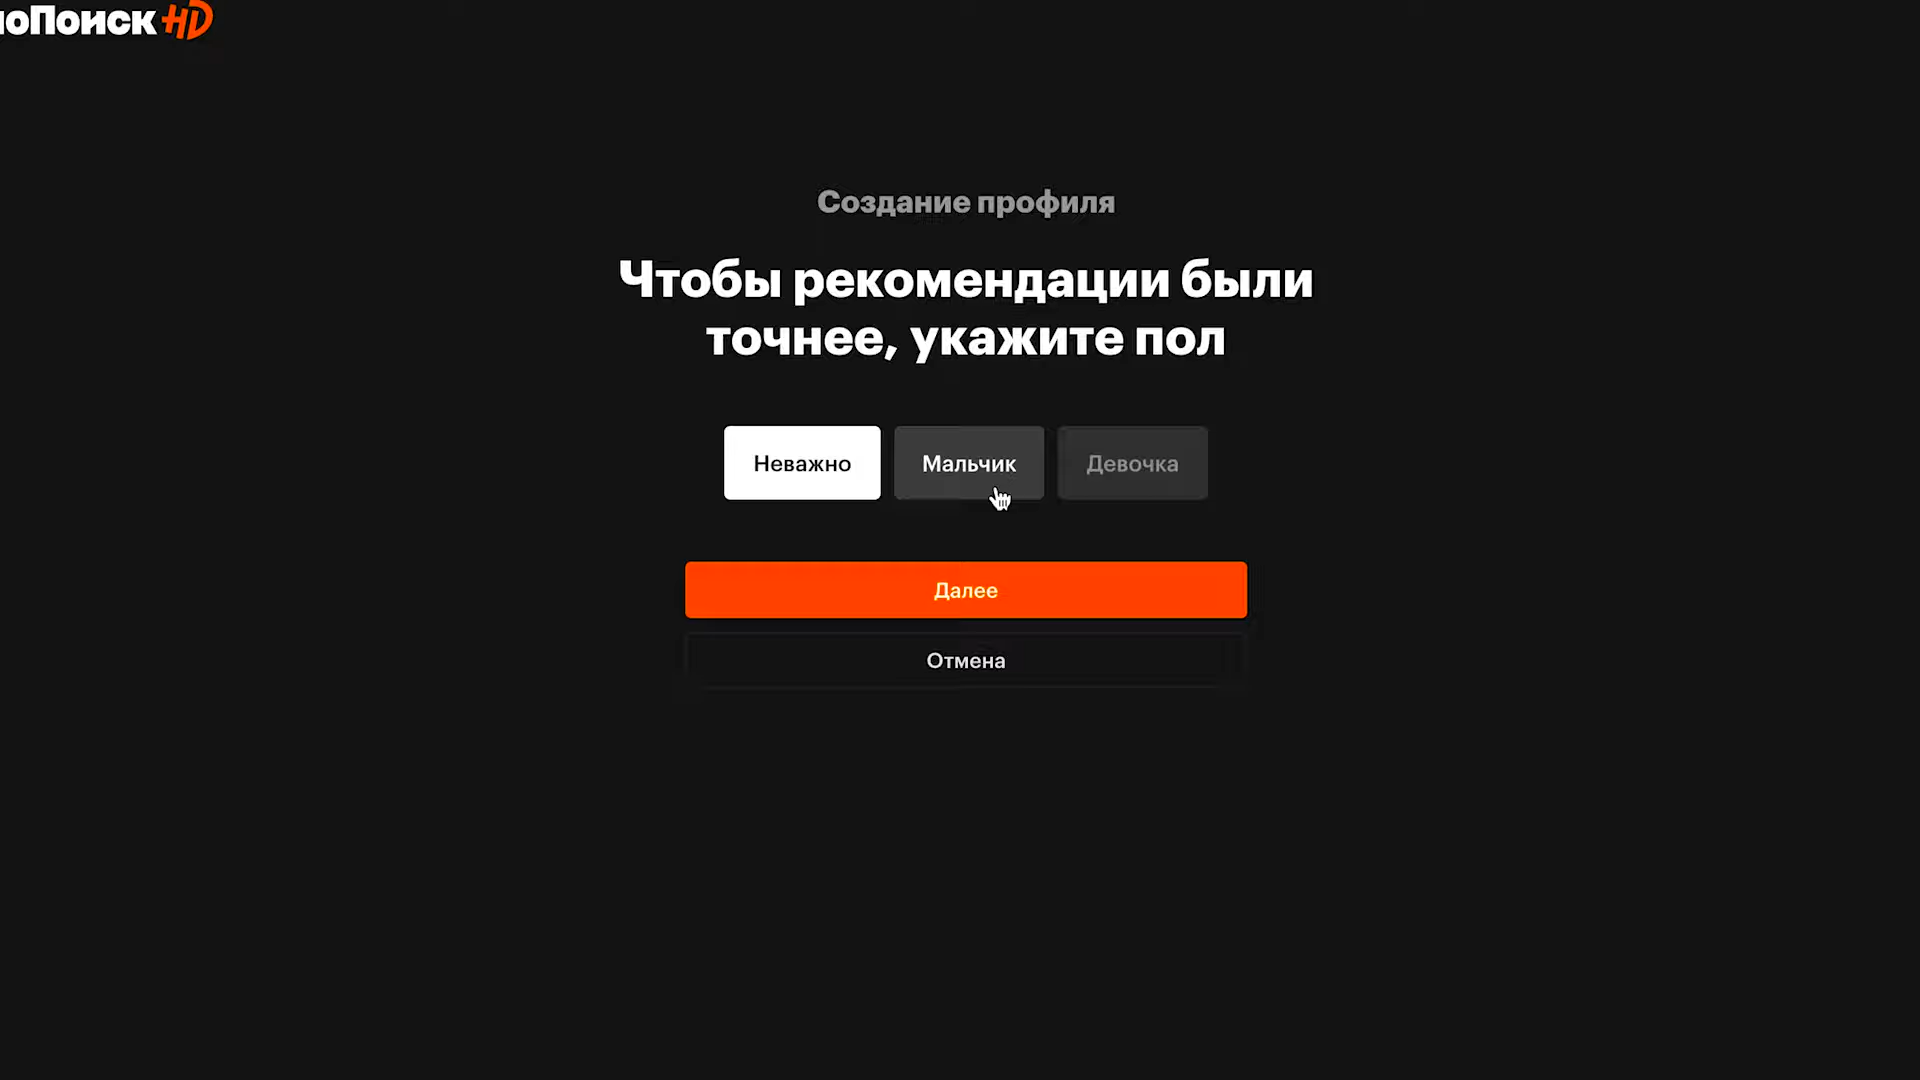 оПоиск HD
Создание профиля
Чтобы рекомендации были
точнее, укажите пол
Неважно
Мальчик
Девочка
Далее
Отмена